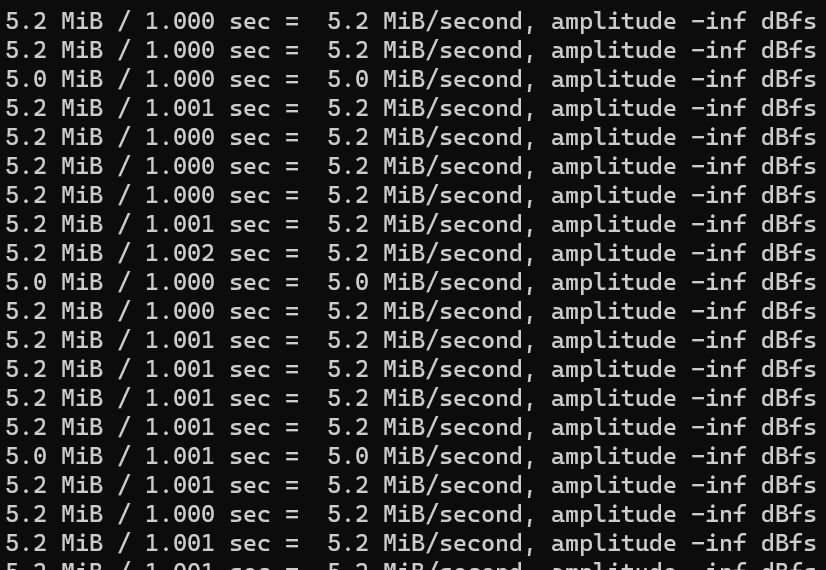 5.2 MiB / 1.000 sec =  5.2 MiB/second, amplitude -inf dBfs
5.2 MiB / 1.000 sec =  5.2 MiB/second, amplitude -inf dBfs
5.0 MiB / 1.000 sec =  5.0 MiB/second, amplitude -inf dBfs
5.2 MiB / 1.001 sec =  5.2 MiB/second, amplitude -inf dBfs
5.2 MiB / 1.000 sec =  5.2 MiB/second, amplitude -inf dBfs
5.2 MiB / 1.000 sec =  5.2 MiB/second, amplitude -inf dBfs
5.2 MiB / 1.000 sec =  5.2 MiB/second, amplitude -inf dBfs
5.2 MiB / 1.001 sec =  5.2 MiB/second, amplitude -inf dBfs
5.2 MiB / 1.002 sec =  5.2 MiB/second, amplitude -inf dBfs
5.0 MiB / 1.000 sec =  5.0 MiB/second, amplitude -inf dBfs
5.2 MiB / 1.000 sec =  5.2 MiB/second, amplitude -inf dBfs
5.2 MiB / 1.001 sec =  5.2 MiB/second, amplitude -inf dBfs
5.2 MiB / 1.001 sec =  5.2 MiB/second, amplitude -inf dBfs
5.2 MiB / 1.001 sec =  5.2 MiB/second, amplitude -inf dBfs
5.2 MiB / 1.001 sec =  5.2 MiB/second, amplitude -inf dBfs
5.0 MiB / 1.001 sec =  5.0 MiB/second, amplitude -inf dBfs
5.2 MiB / 1.001 sec =  5.2 MiB/second, amplitude -inf dBfs
5.2 MiB / 1.000 sec =  5.2 MiB/second, amplitude -inf dBfs
5.2 MiB / 1.001 sec =  5.2 MiB/second, amplitude -inf dBfs